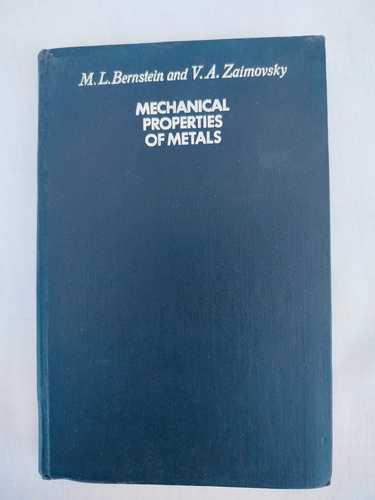 M. L. Bernstein and V. A. Zaimovsky
MECHANICAL
PROPERTIES
OF METALS